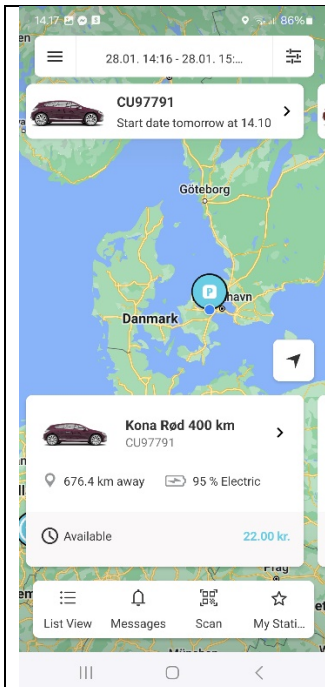 14.17
86%
28.01. 14:16 - 28.01. 15:...
CU97791
Start date tomorrow at 14.10
Göteborg
P
havn
Danmark
Kona Rød 400 km
CU97791
676.4 km away
95 % Electric
Available
22.00 kr.
Prag
List View
Messages
Scan
My Stati...